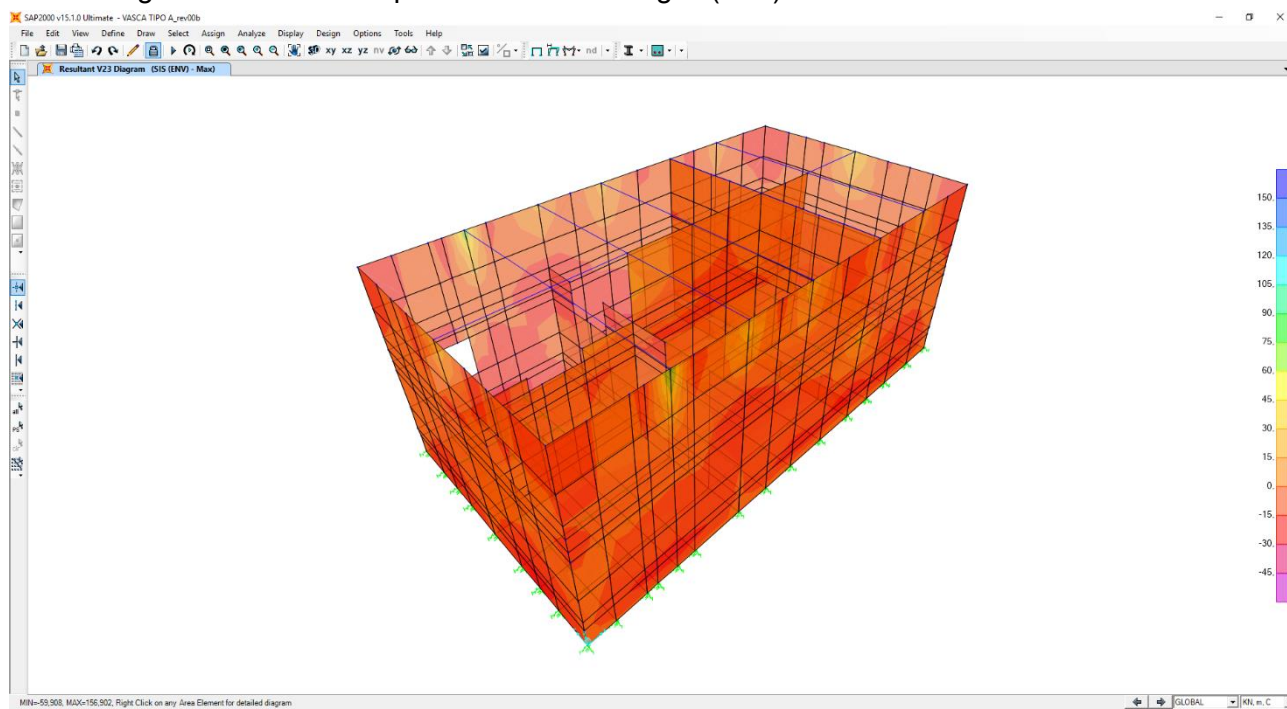 SAP2000 v15.1.0 Ultimate - VASCA TIPO A_rev00b
File Edit View Define Draw Select Assign Analyze Display Design Options Tools Help
xy xz yz nv nd
Resultant V23 Diagram (SIS (ENV) - Max)
150,
135,
120,
105,
90,
75,
60,
45,
30,
15,
0,
-15,
-30,
-45,
MIN=-59,908, MAX=156,902, Right Click on any Area Element for detailed diagram
GLOBAL
KN, m, C